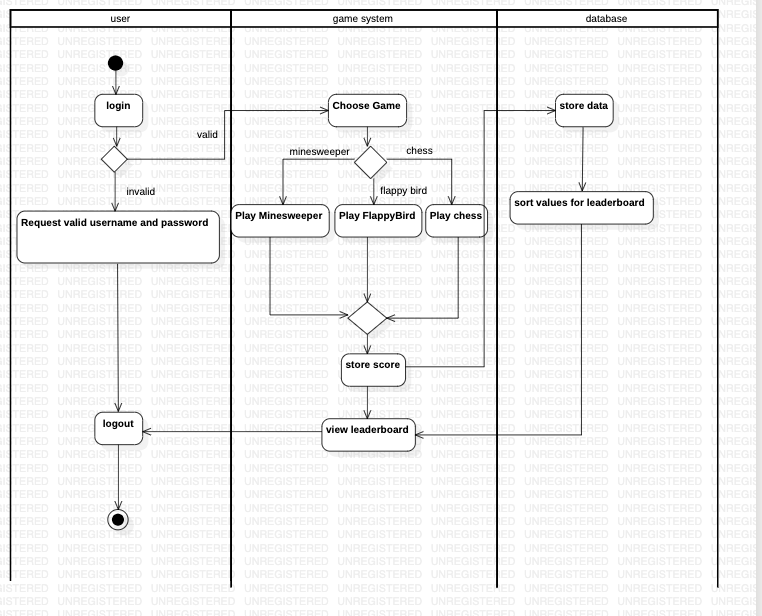 user
game system
database
login
Choose Game
store data
valid
minesweeper
chess
invalid
flappy bird
sort values for leaderboard
Request valid username and password
Play Minesweeper
Play FlappyBird
Play chess
store score
logout
view leaderboard
UNREGISTERED